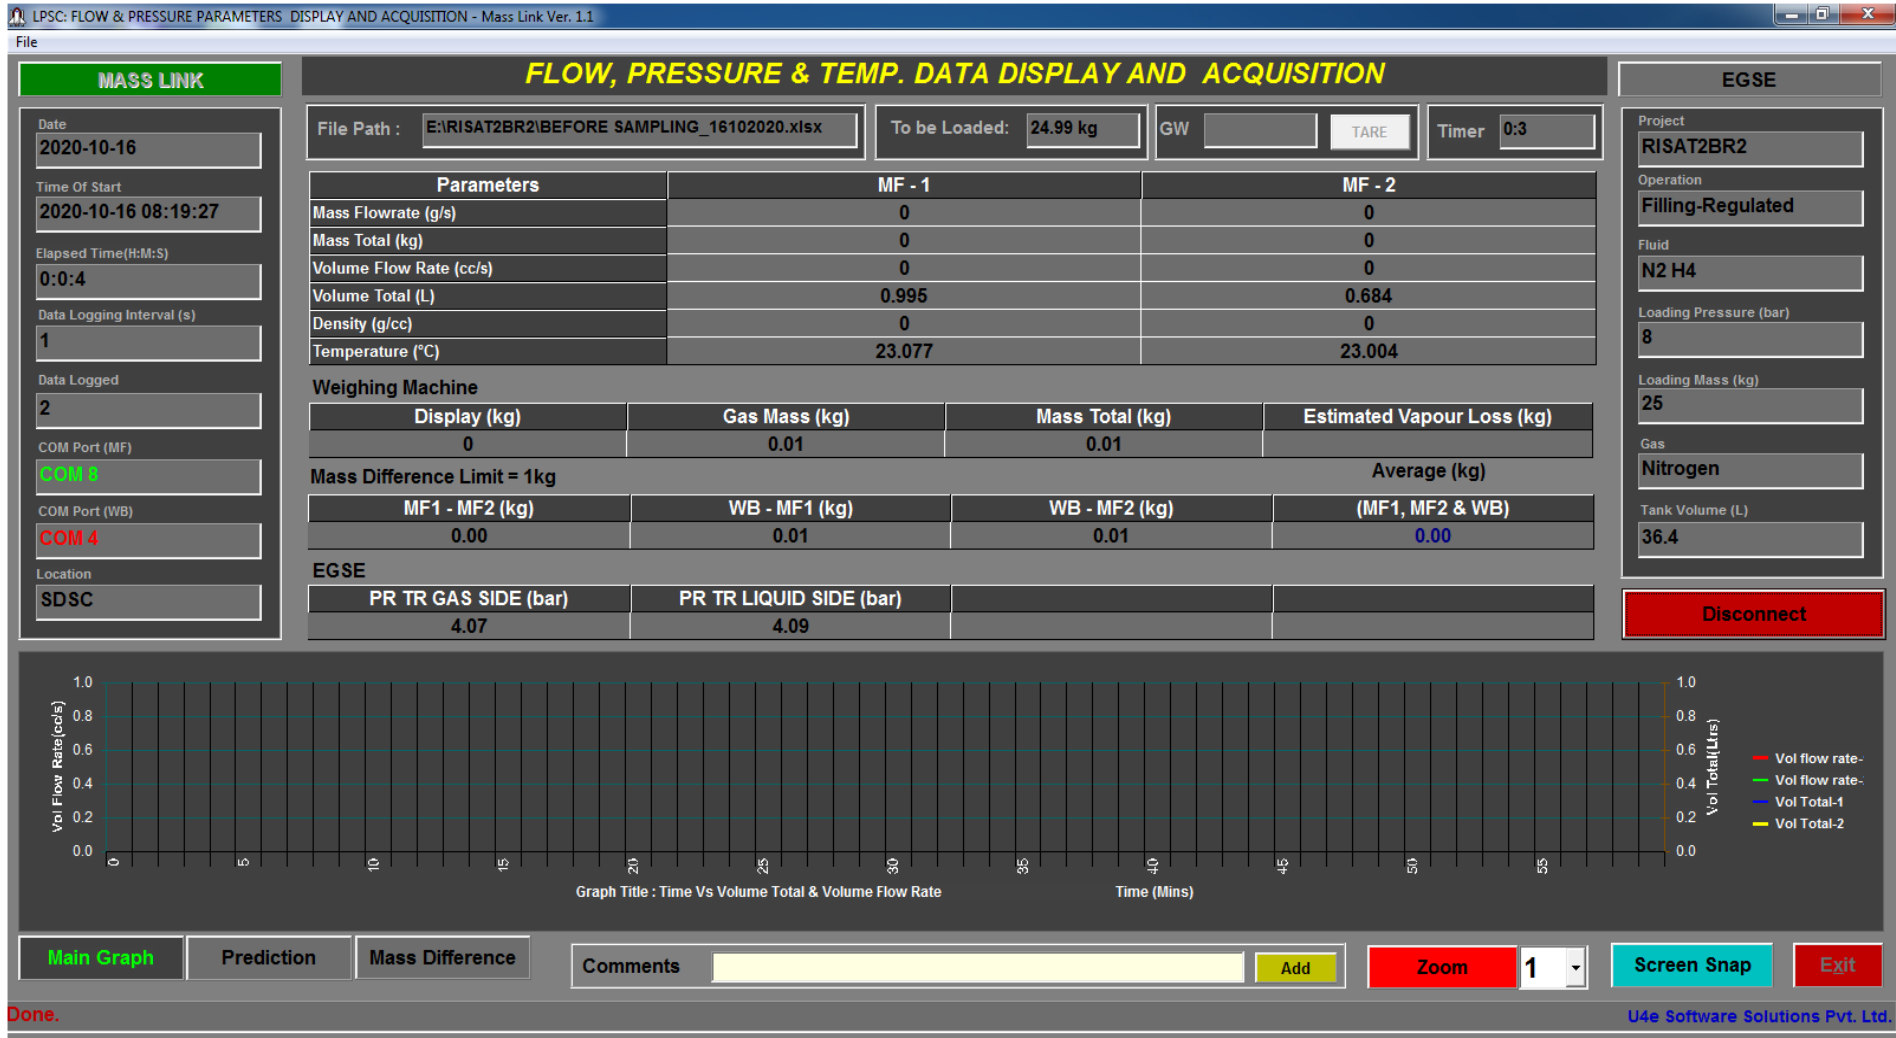 LPSC: FLOW & PRESSURE PARAMETERS DISPLAY AND ACQUISITION - Mass Link Ver. 1.1
File
MASS LINK
FLOW, PRESSURE & TEMP. DATA DISPLAY AND ACQUISITION
EGSE
Date
2020-10-16
Time Of Start
2020-10-16 08:19:27
Elapsed Time(H:M:S)
0:0:4
Data Logging Interval (s)
1
Data Logged
2
COM Port (MF)
COM 8
COM Port (WB)
COM 4
Location
SDSC
File Path : E:\RISAT2BR2\BEFORE SAMPLING_16102020.xlsx To be Loaded: 24.99 kg GW TARE Timer 0:3
Parameters MF - 1 MF - 2
Mass Flowrate (g/s) 0 0
Mass Total (kg) 0 0
Volume Flow Rate (cc/s) 0 0
Volume Total (L) 0.995 0.684
Density (g/cc) 0 0
Temperature (°C) 23.077 23.004
Weighing Machine
Display (kg) Gas Mass (kg) Mass Total (kg) Estimated Vapour Loss (kg)
0 0.01 0.01
Mass Difference Limit = 1kg Average (kg)
MF1 - MF2 (kg) WB - MF1 (kg) WB - MF2 (kg) (MF1, MF2 & WB)
0.00 0.01 0.01 0.00
EGSE
PR TR GAS SIDE (bar) PR TR LIQUID SIDE (bar)
4.07 4.09
Project
RISAT2BR2
Operation
Filling-Regulated
Fluid
N2 H4
Loading Pressure (bar)
8
Loading Mass (kg)
25
Gas
Nitrogen
Tank Volume (L)
36.4
Disconnect
Vol Flow Rate(cc/s)
1.0
0.8
0.6
0.4
0.2
0.0
0 5 10 15 20 25 30 35 40 45 50 55
Graph Title : Time Vs Volume Total & Volume Flow Rate Time (Mins)
1.0
0.8
0.6
0.4
0.2
0.0
Vol Total(Ltrs)
Vol flow rate-
Vol flow rate-
Vol Total-1
Vol Total-2
Main Graph Prediction Mass Difference Comments Add Zoom 1 Screen Snap Exit
Done.
U4e Software Solutions Pvt. Ltd.